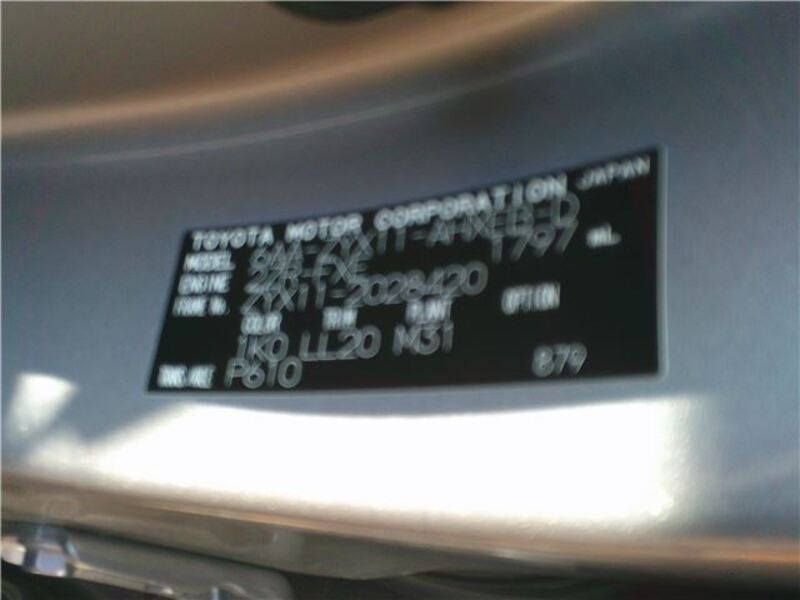 TOYOTA MOTOR CORPORATION JAPAN
MODEL 6AA-ZYX11-AHXEB-D
ENGINE 2ZR-FXE 1797 mL
FRAME No. ZYX11-2028420
COLOR TRIM PLANT OPTION
1K0 LL20 M31
TRANS./AXLE P610 879